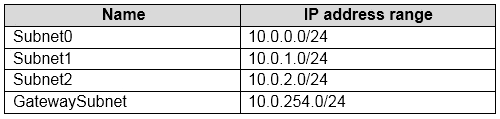 Name IP address range
Subnet0 10.0.0.0/24
Subnet1 10.0.1.0/24
Subnet2 10.0.2.0/24
GatewaySubnet 10.0.254.0/24